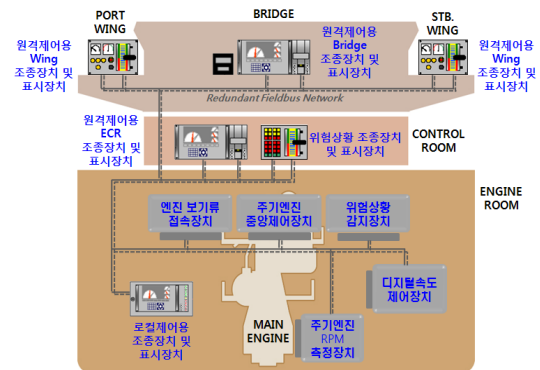 PORT
WING
BRIDGE
STB.
WING
원격제어용
Wing
조종장치 및
표시장치
원격제어용
Bridge
조종장치 및
표시장치
원격제어용
Wing
조종장치 및
표시장치
Redundant Fieldbus Network
원격제어용
ECR
조종장치 및
표시장치
위험상황 조종장치
및 표시장치
CONTROL
ROOM
ENGINE
ROOM
엔진 보기류
접속장치
주기엔진
중앙제어장치
위험상황
감지장치
디지털속도
제어장치
로컬제어용
조종장치 및
표시장치
MAIN
ENGINE
주기엔진
RPM
측정장치